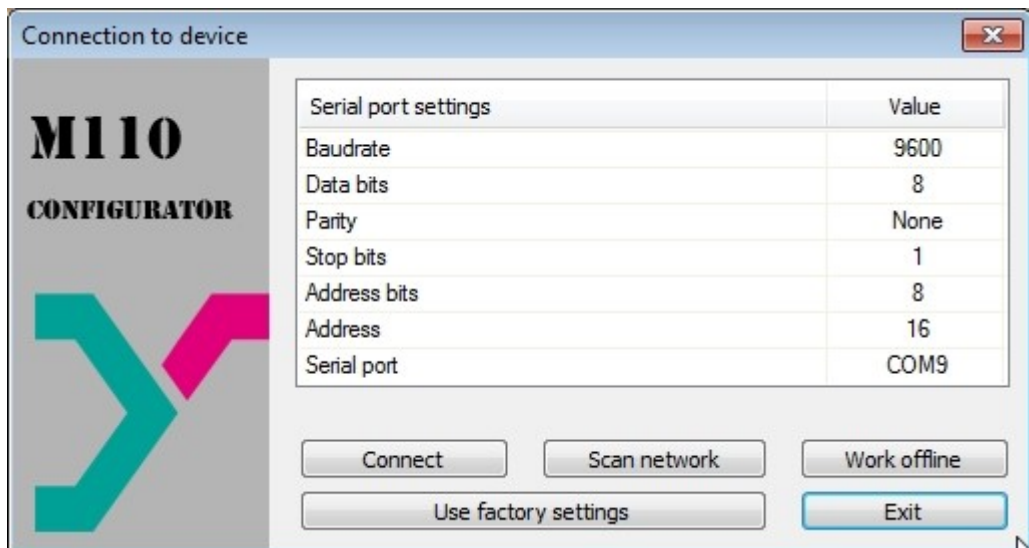 Connection to device
M110
CONFIGURATOR
Serial port settings Value
Baudrate 9600
Data bits 8
Parity None
Stop bits 1
Address bits 8
Address 16
Serial port COM9
Connect Scan network Work offline
Use factory settings Exit